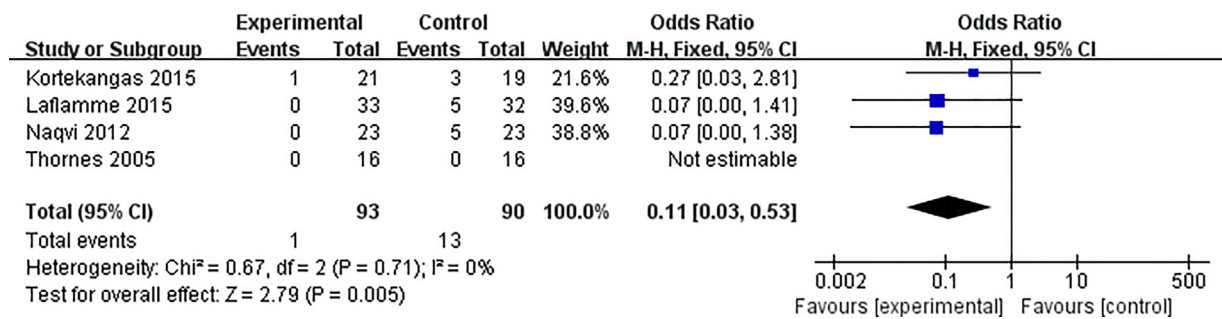 Experimental Control Odds Ratio Odds Ratio
Study or Subgroup Events Total Events Total Weight M-H, Fixed, 95% CI M-H, Fixed, 95% CI
Kortekangas 2015 1 21 3 19 21.6% 0.27 [0.03, 2.81]
Laflamme 2015 0 33 5 32 39.6% 0.07 [0.00, 1.41]
Naqvi 2012 0 23 5 23 38.8% 0.07 [0.00, 1.38]
Thornes 2005 0 16 0 16 Not estimable
Total (95% CI) 93 90 100.0% 0.11 [0.03, 0.53]
Total events 1 13
Heterogeneity: Chi² = 0.67, df = 2 (P = 0.71); I² = 0%
Test for overall effect: Z = 2.79 (P = 0.005)
0.002 0.1 1 10 500
Favours [experimental] Favours [control]